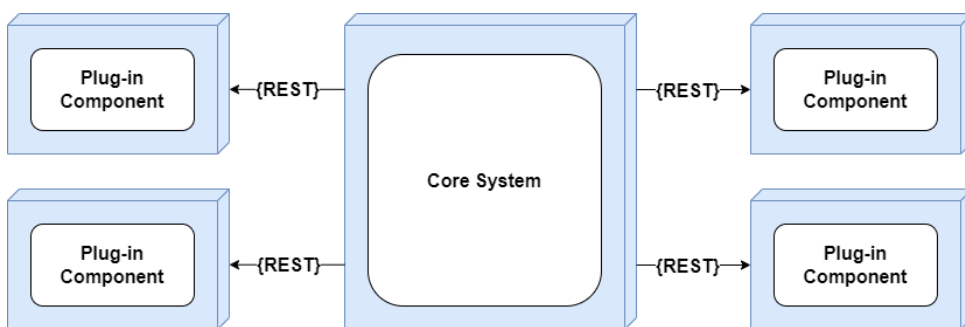 Plug-in
Component
{REST}
{REST}
Plug-in
Component
Core System
Plug-in
Component
{REST}
{REST}
Plug-in
Component